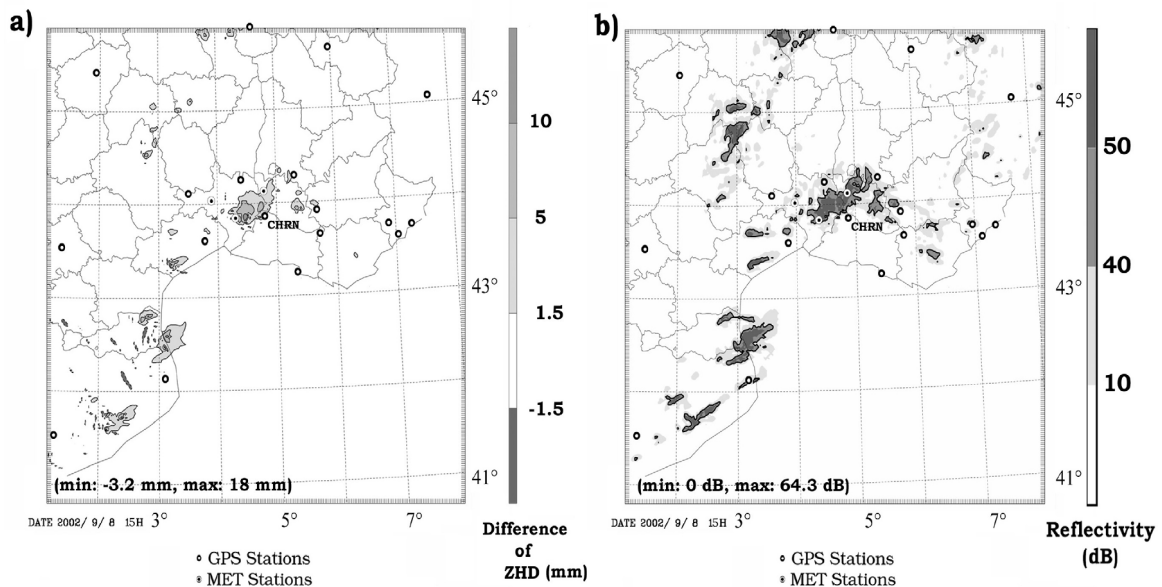 a)
10
5
1.5
-1.5
45°
43°
41°
CHRN
(min: -3.2 mm, max: 18 mm)
DATE 2002/ 9/ 8 15H
3°
5°
7°
Difference
of
ZHD (mm)
GPS Stations
MET Stations
b)
50
40
10
45°
43°
41°
CHRN
(min: 0 dB, max: 64.3 dB)
DATE 2002/ 9/ 8 15H
3°
5°
7°
Reflectivity
(dB)
GPS Stations
MET Stations